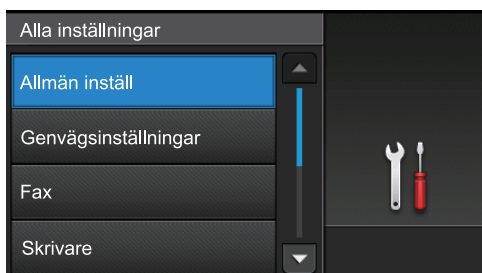 Alla inställningar
Allmän inställ
Genvägsinställningar
Fax
Skrivare